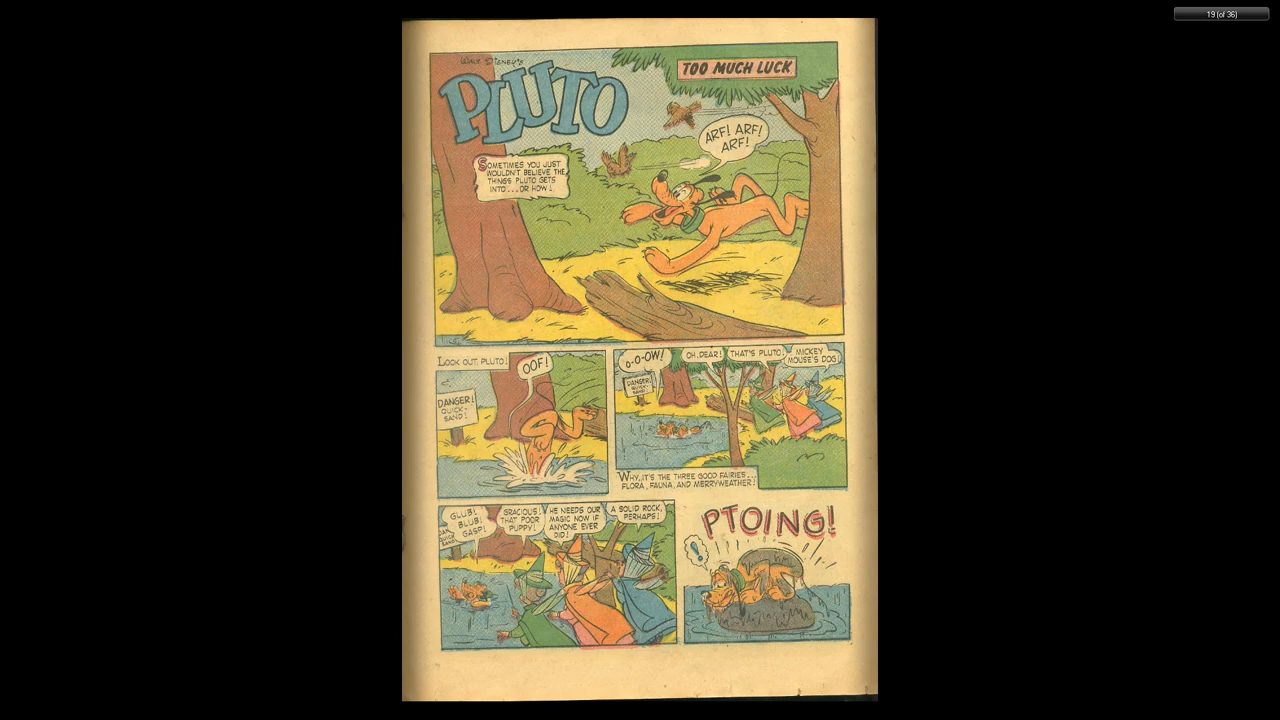 19 (of 36)
WALT DISNEY'S
PLUTO
TOO MUCH LUCK
ARF! ARF!
ARF!
SOMETIMES YOU JUST
WOULDN'T BELIEVE THE
THINGS PLUTO GETS
INTO...OR HOW!
LOOK OUT, PLUTO!
OOF!
DANGER!
QUICK-
SAND!
O-O-OW!
OH, DEAR!
THAT'S PLUTO!
MICKEY
MOUSE'S DOG!
DANGER!
QUICK-
SAND!
WHY, IT'S THE THREE GOOD FAIRIES...
FLORA, FAUNA, AND MERRYWEATHER!
GLUB!
BLUB!
GASP!
GRACIOUS!
THAT POOR
PUPPY!
HE NEEDS OUR
MAGIC NOW IF
ANYONE EVER
DID!
A SOLID ROCK,
PERHAPS!
PTOING!
!